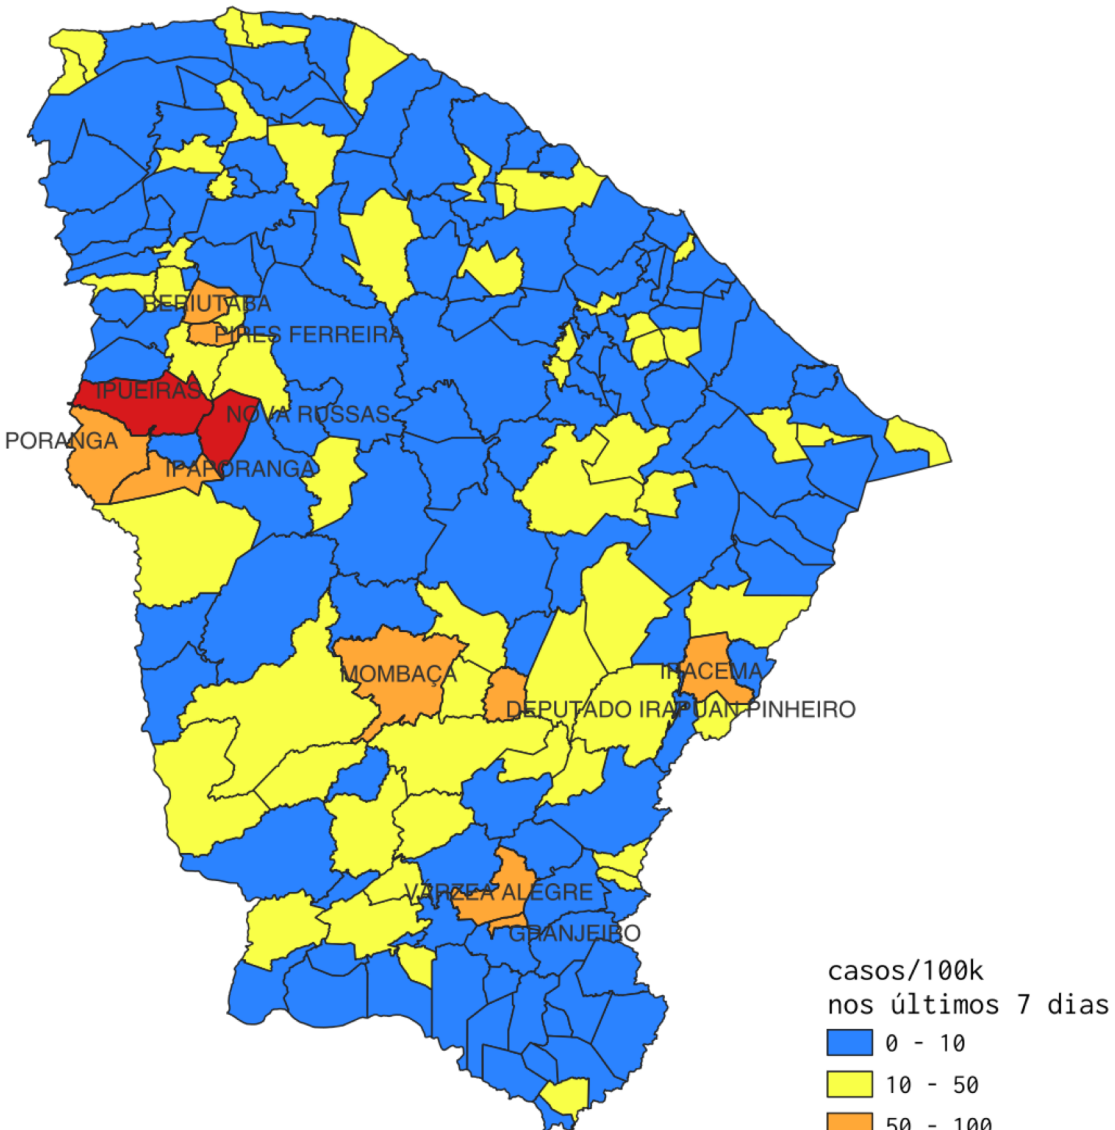 BERIUTABA
PIRES FERREIRA
IPUEIRAS
NOVA RUSSAS
PORANGA
IPAPORANGA
MOMBAÇA
IRACEMA
DEPUTADO IRAPUAN PINHEIRO
VÁRZEA ALEGRE
GRANJEIRO
casos/100k
nos últimos 7 dias
0 - 10
10 - 50
50 - 100